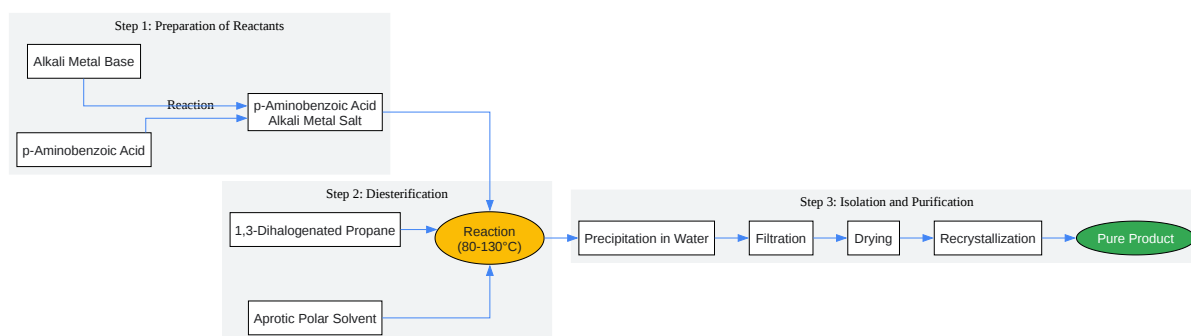 Step 1: Preparation of Reactants
Alkali Metal Base
Reaction
p-Aminobenzoic Acid
Alkali Metal Salt
p-Aminobenzoic Acid
Step 2: Diesterification
1,3-Dihalogenated Propane
Reaction
(80-130°C)
Aprotic Polar Solvent
Step 3: Isolation and Purification
Precipitation in Water
Filtration
Drying
Recrystallization
Pure Product